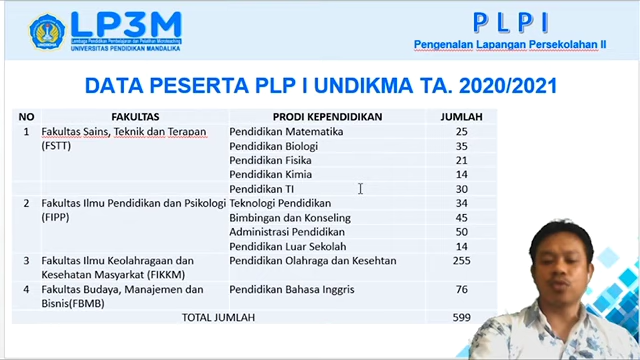 LP3M
Lembaga Pendidikan Pembelajaran dan Pelatihan Microteaching
UNIVERSITAS PENDIDIKAN MANDALIKA
P L P I
Pengenalan Lapangan Persekolahan II
DATA PESERTA PLP I UNDIKMA TA. 2020/2021
NO FAKULTAS PRODI KEPENDIDIKAN JUMLAH
1 Fakultas Sains, Teknik dan Terapan Pendidikan Matematika 25
(FSTT) Pendidikan Biologi 35
Pendidikan Fisika 21
Pendidikan Kimia 14
Pendidikan TI 30
2 Fakultas Ilmu Pendidikan dan Psikologi Teknologi Pendidikan 34
(FIPP) Bimbingan dan Konseling 45
Administrasi Pendidikan 50
Pendidikan Luar Sekolah 14
3 Fakultas Ilmu Keolahragaan dan Pendidikan Olahraga dan Kesehtan 255
Kesehatan Masyarkat (FIKKM)
4 Fakultas Budaya, Manajemen dan Pendidikan Bahasa Inggris 76
Bisnis(FBMB)
TOTAL JUMLAH 599